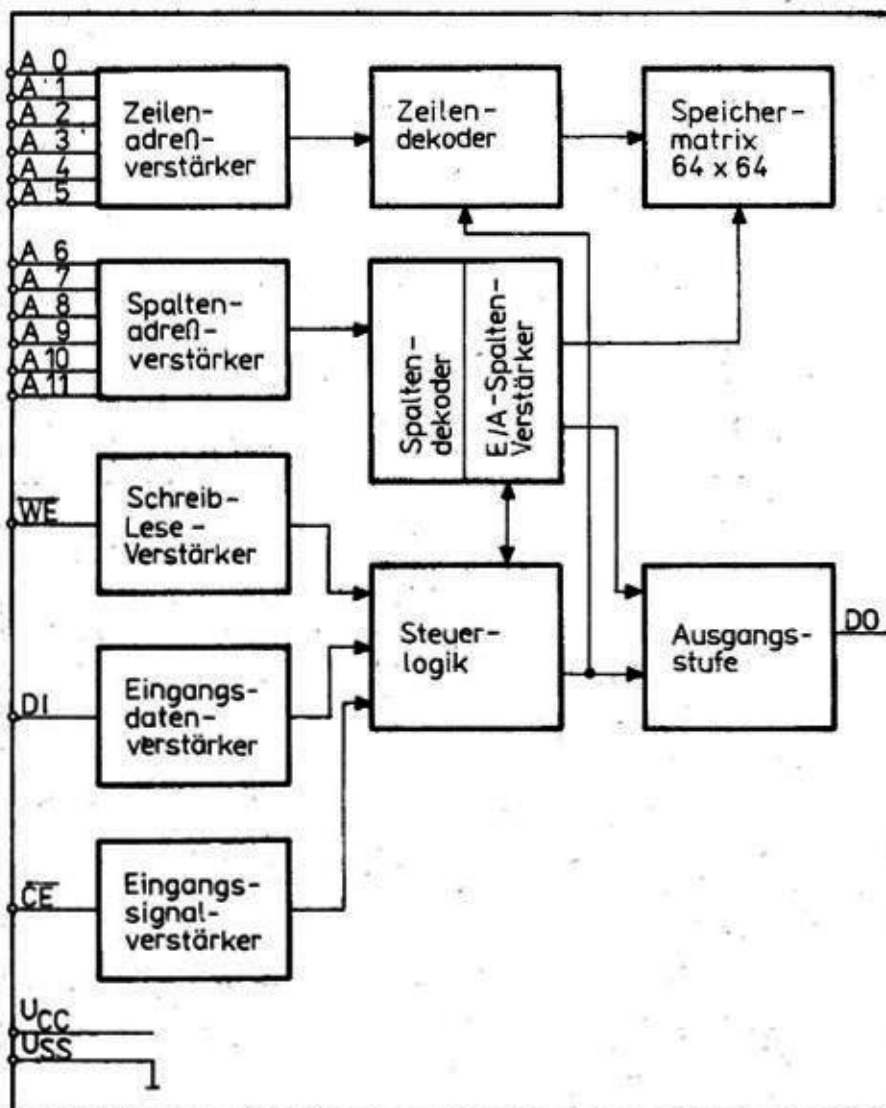 A 0
A 1
A 2
A 3
A 4
A 5
Zeilen-
adreß-
verstärker
Zeilen-
dekoder
Speicher-
matrix
64 x 64
A 6
A 7
A 8
A 9
A 10
A 11
Spalten-
adreß-
verstärker
Spalten-
dekoder
E/A-Spalten-
Verstärker
WE
Schreib-
Lese-
Verstärker
Steuer-
logik
Ausgangs-
stufe
DO
DI
Eingangs-
daten-
verstärker
CE
Eingangs-
signal-
verstärker
UCC
USS